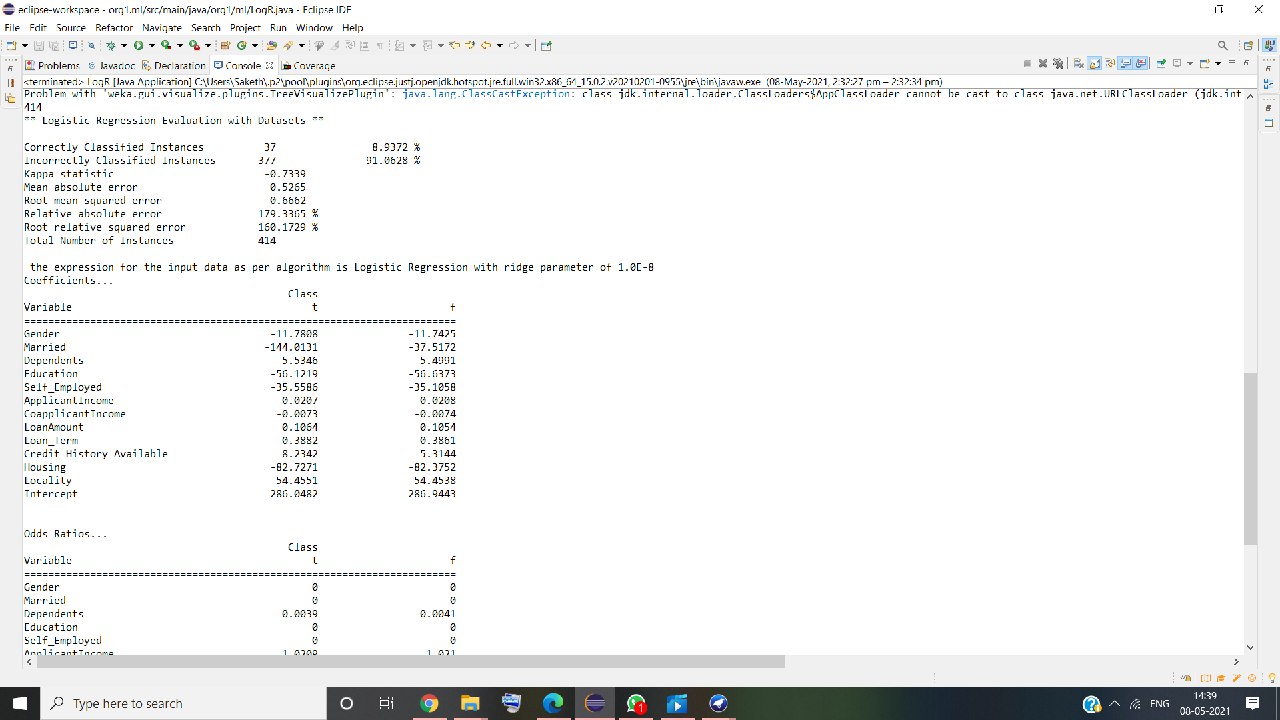 eclipse-workspace - org1.ml/src/main/java/org1/ml/LogR.java - Eclipse IDE
File Edit Source Refactor Navigate Search Project Run Window Help
Problems Javadoc Declaration Console Coverage
<terminated> LogR [Java Application] C:\Users\Saketh\.p2\pool\plugins\org.eclipse.justj.openjdk.hotspot.jre.full.win32.x86_64_15.0.2.v20210201-0955\jre\bin\javaw.exe (08-May-2021, 2:32:27 pm – 2:32:34 pm)
Problem with 'weka.gui.visualize.plugins.TreeVisualizePlugin': java.lang.ClassCastException: class jdk.internal.loader.ClassLoaders$AppClassLoader cannot be cast to class java.net.URLClassLoader (jdk.int
414
** Logistic Regression Evaluation with Datasets **
Correctly Classified Instances 37 8.9372 %
Incorrectly Classified Instances 377 91.0628 %
Kappa statistic -0.7339
Mean absolute error 0.5265
Root mean squared error 0.6662
Relative absolute error 179.3365 %
Root relative squared error 160.1729 %
Total Number of Instances 414
the expression for the input data as per algorithm is Logistic Regression with ridge parameter of 1.0E-8
Coefficients...
Class
Variable t f
====================================================================
Gender -11.7808 -11.7425
Married -144.0131 -37.5172
Dependents 5.5346 5.4991
Education -56.1219 -56.6373
Self_Employed -35.5586 -35.1058
ApplicantIncome 0.0207 0.0208
CoapplicantIncome -0.0073 -0.0074
LoanAmount 0.1064 0.1054
Loan_Term 0.3882 0.3861
Credit History Available 8.2342 5.3144
Housing -82.7271 -82.3752
Locality 54.4551 54.4538
Intercept 286.0482 286.9443
Odds Ratios...
Class
Variable t f
====================================================================
Gender 0 0
Married 0 0
Dependents 0.0039 0.0041
Education 0 0
Self_Employed 0 0
ApplicantIncome 1.0209 1.021
Type here to search
1
ENG
14:39
08-05-2021